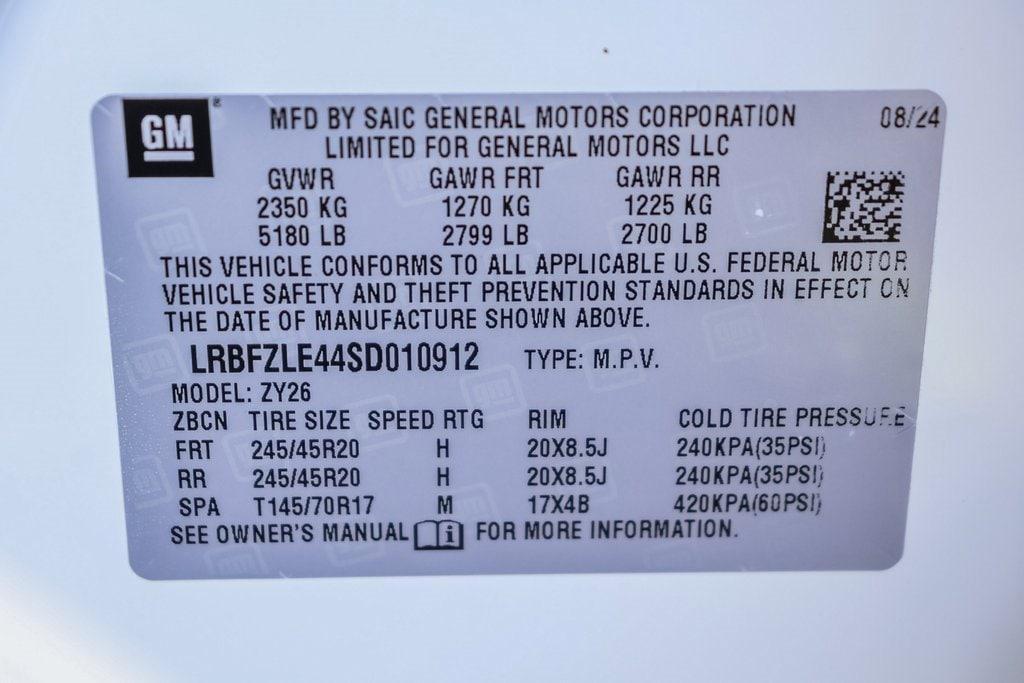 GM®
MFD BY SAIC GENERAL MOTORS CORPORATION 08/24
LIMITED FOR GENERAL MOTORS LLC
GVWR GAWR FRT GAWR RR
2350 KG 1270 KG 1225 KG
5180 LB 2799 LB 2700 LB
THIS VEHICLE CONFORMS TO ALL APPLICABLE U.S. FEDERAL MOTOR
VEHICLE SAFETY AND THEFT PREVENTION STANDARDS IN EFFECT ON
THE DATE OF MANUFACTURE SHOWN ABOVE.
LRBFZLE44SD010912 TYPE: M.P.V.
MODEL: ZY26
ZBCN TIRE SIZE SPEED RTG RIM COLD TIRE PRESSURE
FRT 245/45R20 H 20X8.5J 240KPA(35PSI)
RR 245/45R20 H 20X8.5J 240KPA(35PSI)
SPA T145/70R17 M 17X4B 420KPA(60PSI)
SEE OWNER'S MANUAL i FOR MORE INFORMATION.